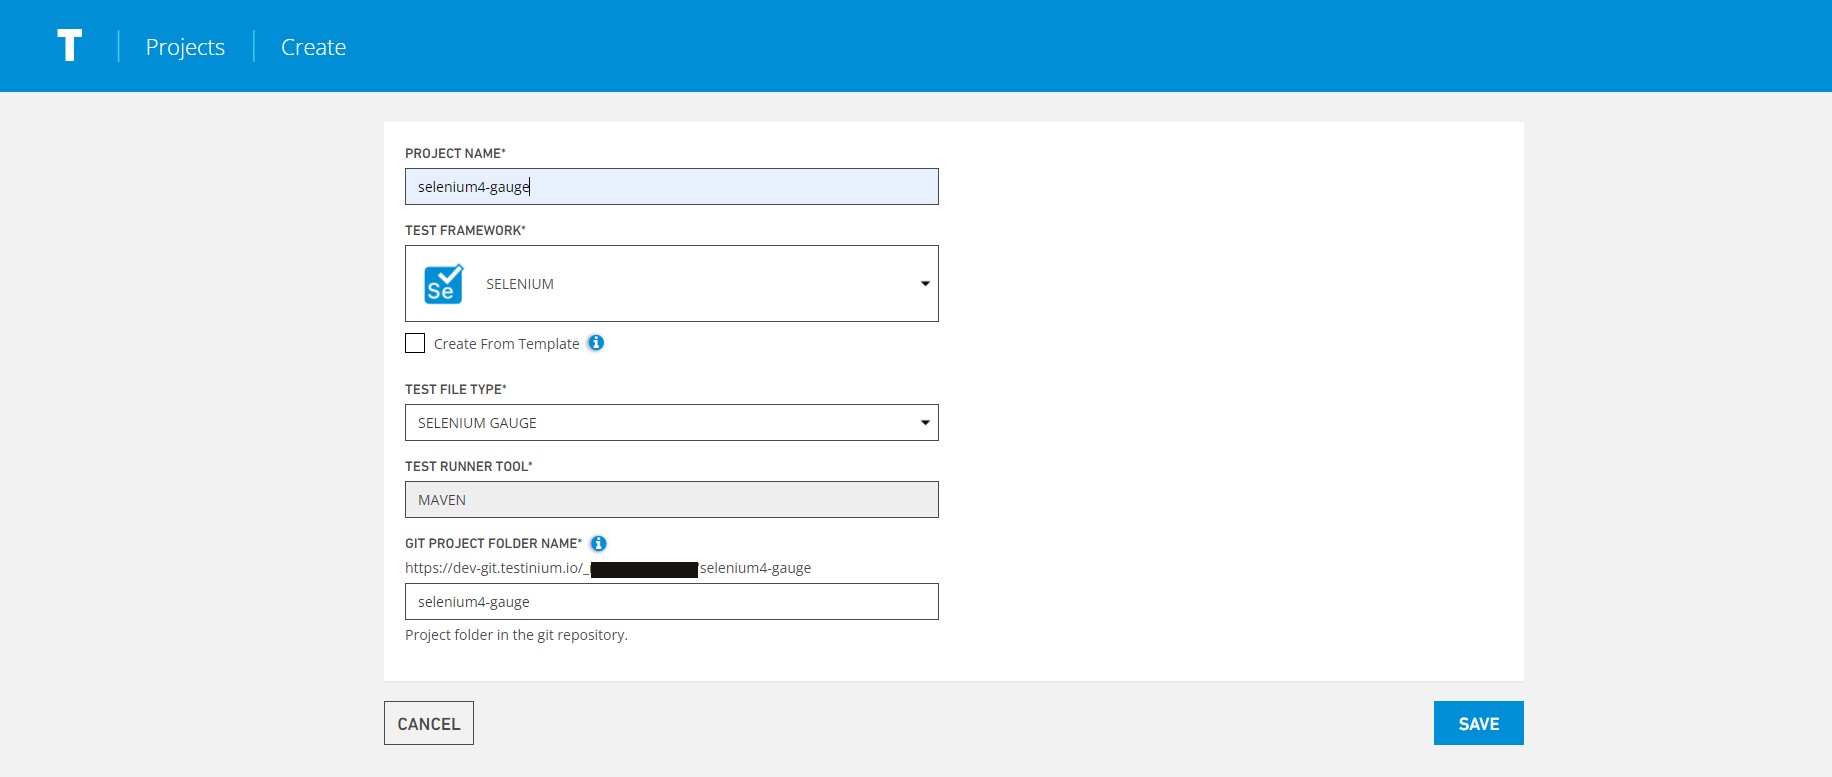 T Projects Create
PROJECT NAME*
selenium4-gauge
TEST FRAMEWORK*
Se SELENIUM
Create From Template i
TEST FILE TYPE*
SELENIUM GAUGE
TEST RUNNER TOOL*
MAVEN
GIT PROJECT FOLDER NAME* i
https://dev-git.testinium.io/_ /selenium4-gauge
selenium4-gauge
Project folder in the git repository.
CANCEL SAVE